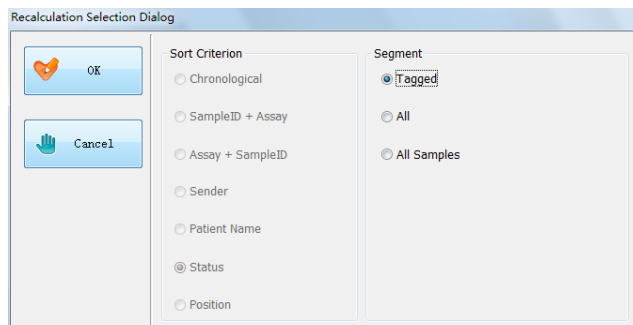 Recalculation Selection Dialog
OK
Cancel
Sort Criterion
Chronological
SampleID + Assay
Assay + SampleID
Sender
Patient Name
Status
Position
Segment
Tagged
All
All Samples